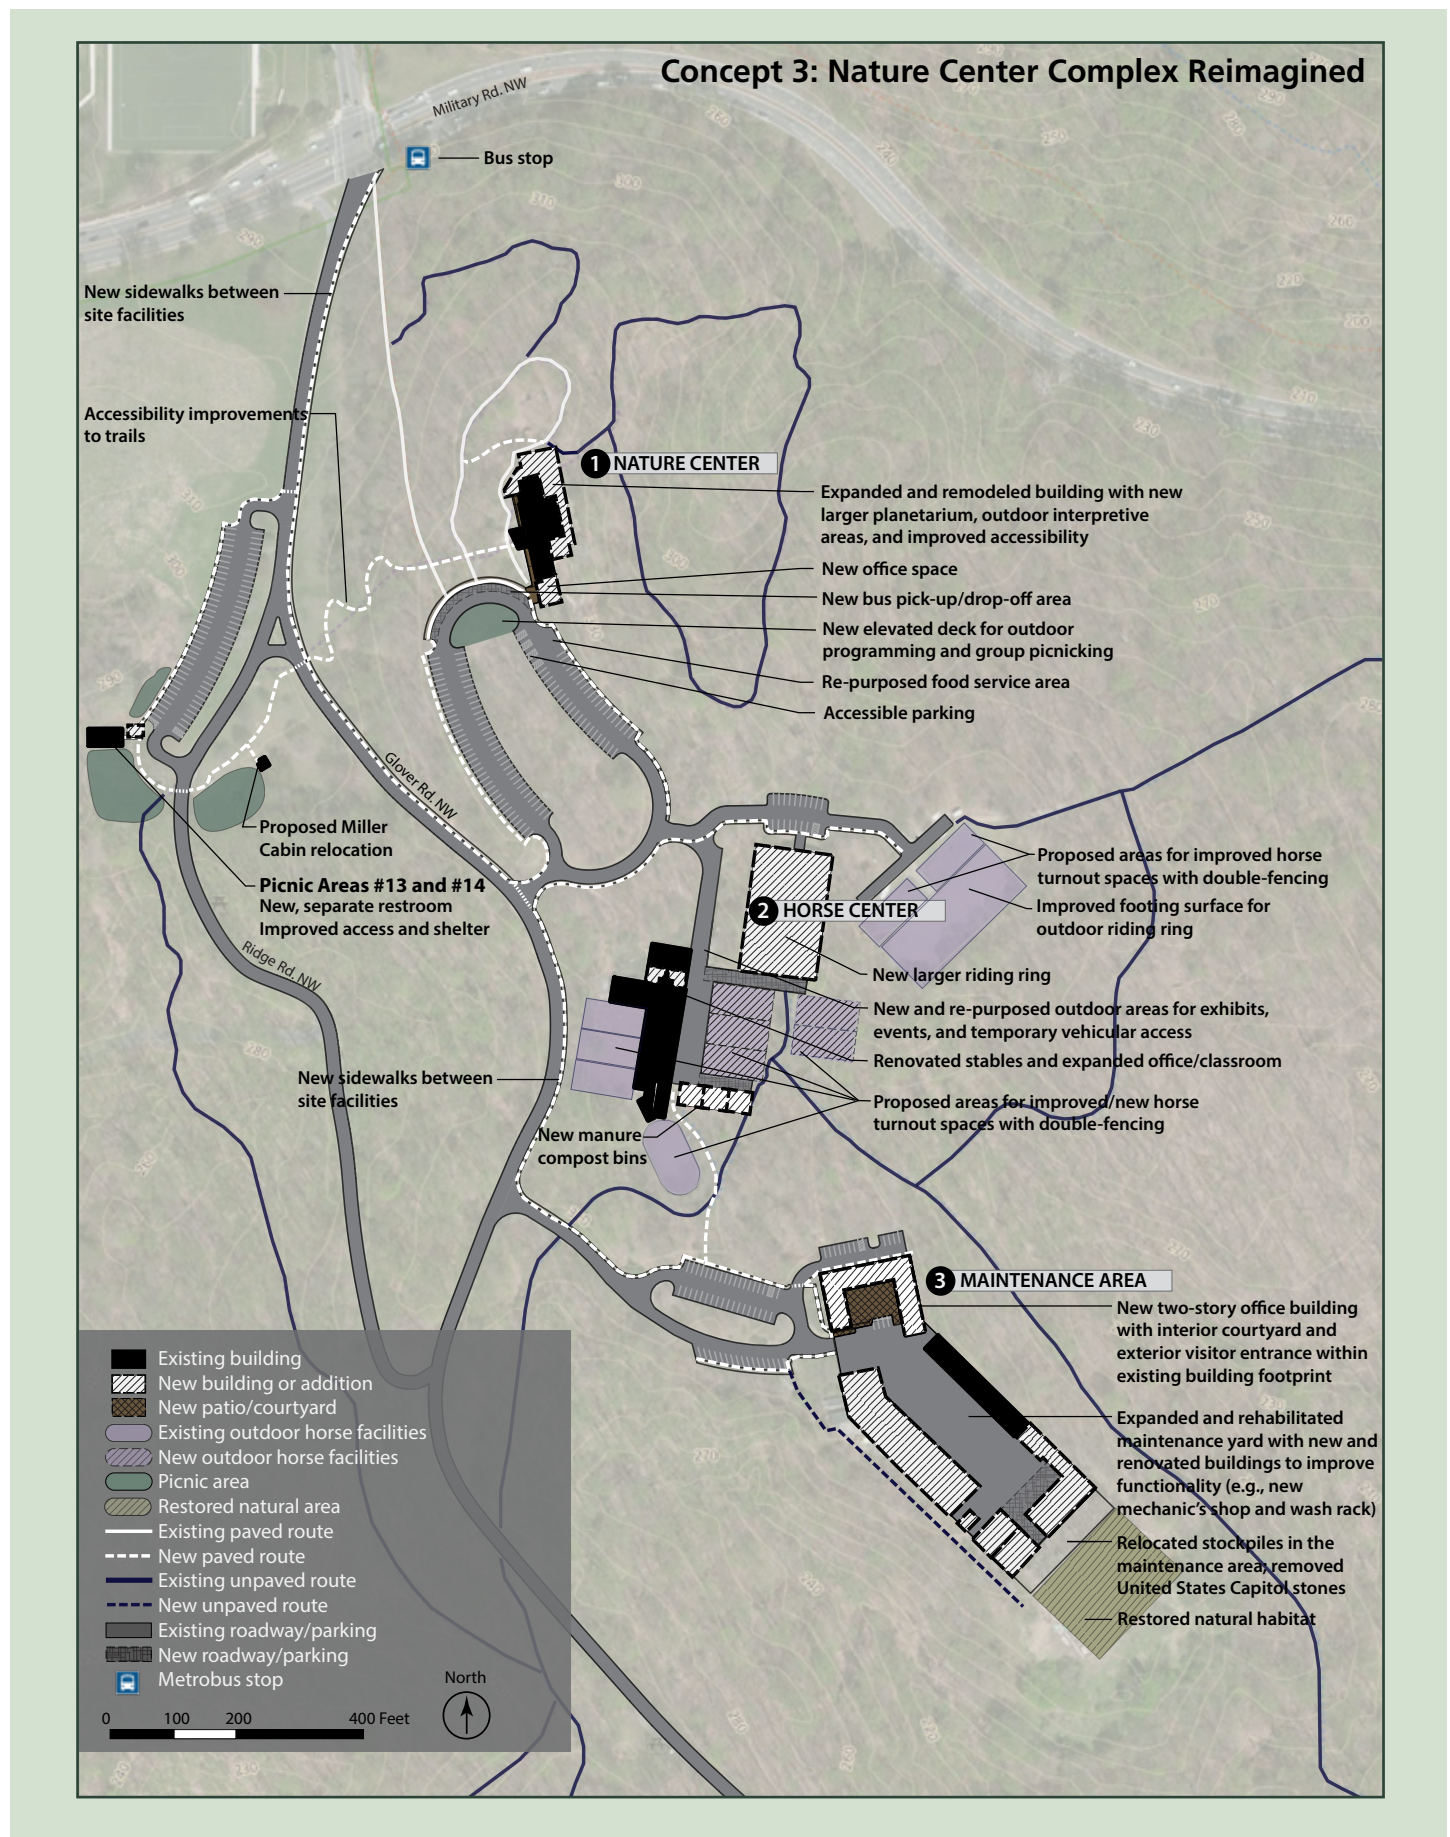 Concept 3: Nature Center Complex Reimagined
Military Rd. NW
Bus stop
New sidewalks between
site facilities
Accessibility improvements
to trails
1 NATURE CENTER
Expanded and remodeled building with new
larger planetarium, outdoor interpretive
areas, and improved accessibility
New office space
New bus pick-up/drop-off area
New elevated deck for outdoor
programming and group picnicking
Re-purposed food service area
Accessible parking
Glover Rd. NW
Proposed Miller
Cabin relocation
Picnic Areas #13 and #14
New, separate restroom
Improved access and shelter
Ridge Rd. NW
Proposed areas for improved horse
turnout spaces with double-fencing
Improved footing surface for
outdoor riding ring
2 HORSE CENTER
New larger riding ring
New and re-purposed outdoor areas for exhibits,
events, and temporary vehicular access
Renovated stables and expanded office/classroom
Proposed areas for improved/new horse
turnout spaces with double-fencing
New sidewalks between
site facilities
New manure
compost bins
3 MAINTENANCE AREA
New two-story office building
with interior courtyard and
exterior visitor entrance within
existing building footprint
Expanded and rehabilitated
maintenance yard with new and
renovated buildings to improve
functionality (e.g., new
mechanic's shop and wash rack)
Relocated stockpiles in the
maintenance area; removed
United States Capitol stones
Restored natural habitat
Existing building
New building or addition
New patio/courtyard
Existing outdoor horse facilities
New outdoor horse facilities
Picnic area
Restored natural area
Existing paved route
New paved route
Existing unpaved route
New unpaved route
Existing roadway/parking
New roadway/parking
Metrobus stop
North
0 100 200 400 Feet